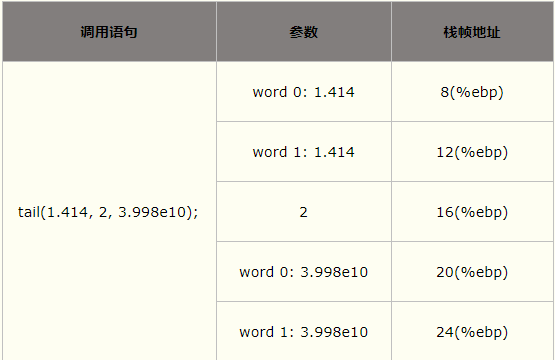 调用语句 参数 栈帧地址
word 0: 1.414 8(%ebp)
word 1: 1.414 12(%ebp)
tail(1.414, 2, 3.998e10); 2 16(%ebp)
word 0: 3.998e10 20(%ebp)
word 1: 3.998e10 24(%ebp)